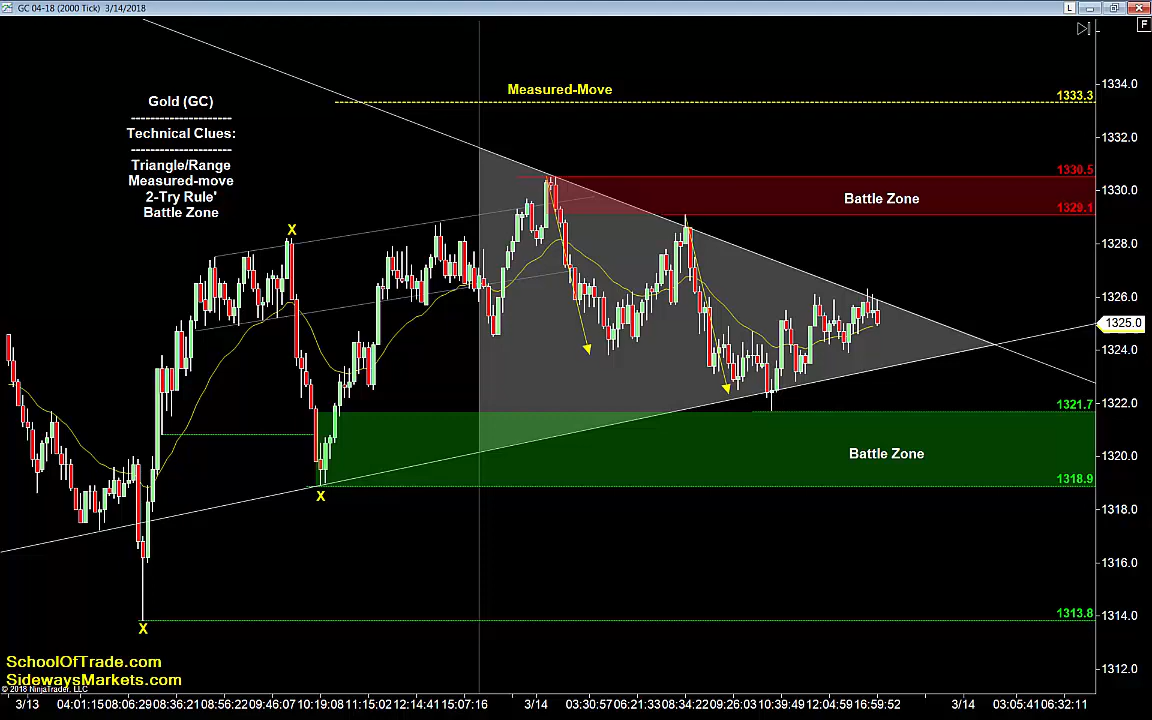 GC 04-18 (2000 Tick)  3/14/2018
L
F
Measured-Move
Gold (GC)
--------------------
Technical Clues:
--------------------
Triangle/Range
Measured-move
2-Try Rule'
Battle Zone
1333.3
1330.5
Battle Zone
1329.1
X
1321.7
Battle Zone
1318.9
X
1313.8
X
1334.0
1332.0
1330.0
1328.0
1326.0
1325.0
1324.0
1322.0
1320.0
1318.0
1316.0
1314.0
1312.0
SchoolOfTrade.com
SidewaysMarkets.com
© 2018 NinjaTrader, LLC
3/13 04:01:15 08:06:29 08:36:21 08:56:22 09:46:07 10:19:08 11:15:02 12:14:41 15:07:16 3/14 03:30:57 06:21:33 08:34:22 09:26:03 10:39:49 12:04:59 16:59:52 3/14 03:05:41 06:32:11